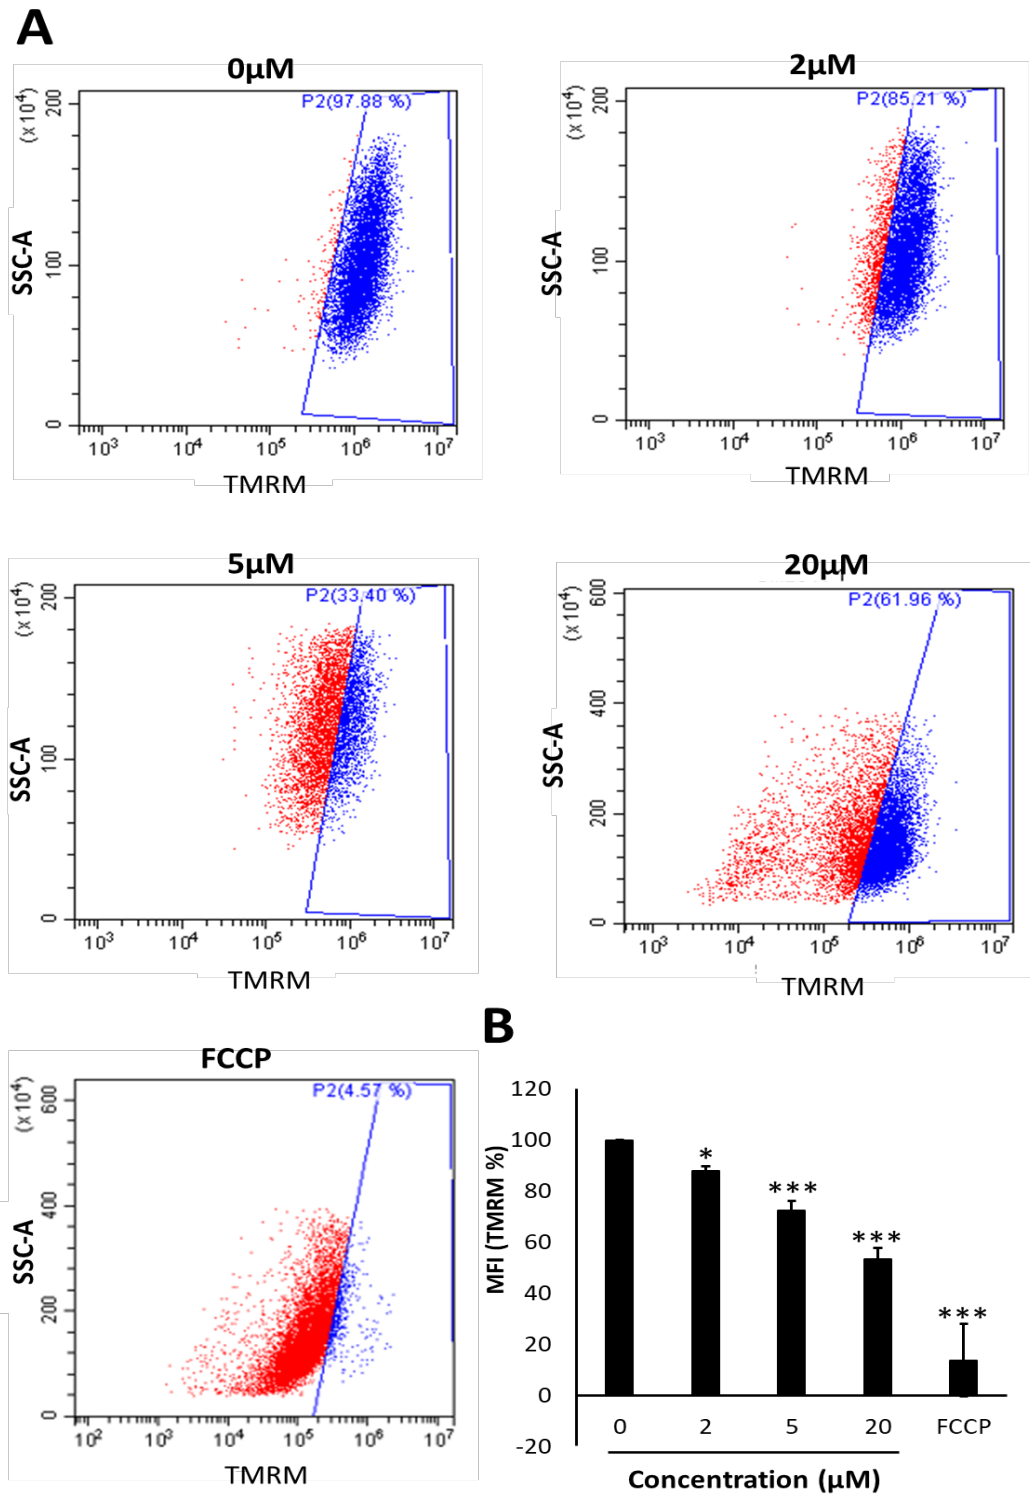 A
0µM
2µM
(x10⁴)
200
100
0
SSC-A
P2(97.88 %)
10³ 10⁴ 10⁵ 10⁶ 10⁷
TMRM
(x10⁴)
200
100
0
SSC-A
P2(85.21 %)
10³ 10⁴ 10⁵ 10⁶ 10⁷
TMRM
5µM
20µM
(x10⁴)
200
100
0
SSC-A
P2(33.40 %)
10³ 10⁴ 10⁵ 10⁶ 10⁷
TMRM
(x10⁴)
600
400
200
0
SSC-A
P2(61.96 %)
10³ 10⁴ 10⁵ 10⁶ 10⁷
TMRM
FCCP
(x10⁴)
600
400
200
0
SSC-A
P2(4.57 %)
10² 10³ 10⁴ 10⁵ 10⁶ 10⁷
TMRM
B
MFI (TMRM %)
120
100
80
60
40
20
0
-20
*
***
***
***
0 2 5 20 FCCP
Concentration (µM)